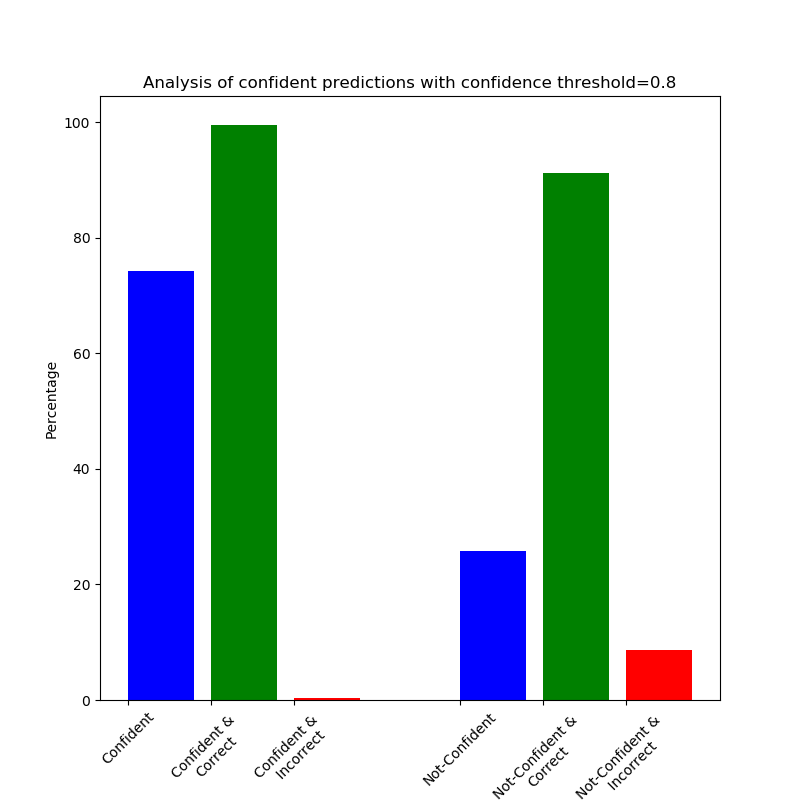 Analysis of confident predictions with confidence threshold=0.8
Percentage
100
80
60
40
20
0
Confident
Confident &
Correct
Confident &
Incorrect
Not-Confident
Not-Confident &
Correct
Not-Confident &
Incorrect